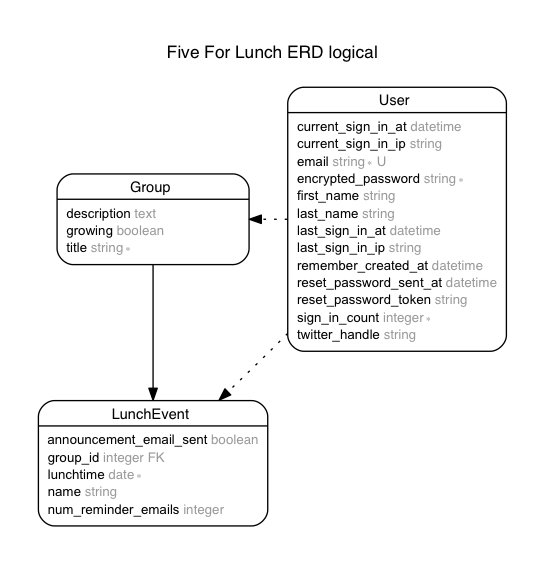 Five For Lunch ERD logical
User
current_sign_in_at datetime
current_sign_in_ip string
email string∗ U
encrypted_password string∗
first_name string
last_name string
last_sign_in_at datetime
last_sign_in_ip string
remember_created_at datetime
reset_password_sent_at datetime
reset_password_token string
sign_in_count integer∗
twitter_handle string
Group
description text
growing boolean
title string∗
LunchEvent
announcement_email_sent boolean
group_id integer FK
lunchtime date∗
name string
num_reminder_emails integer